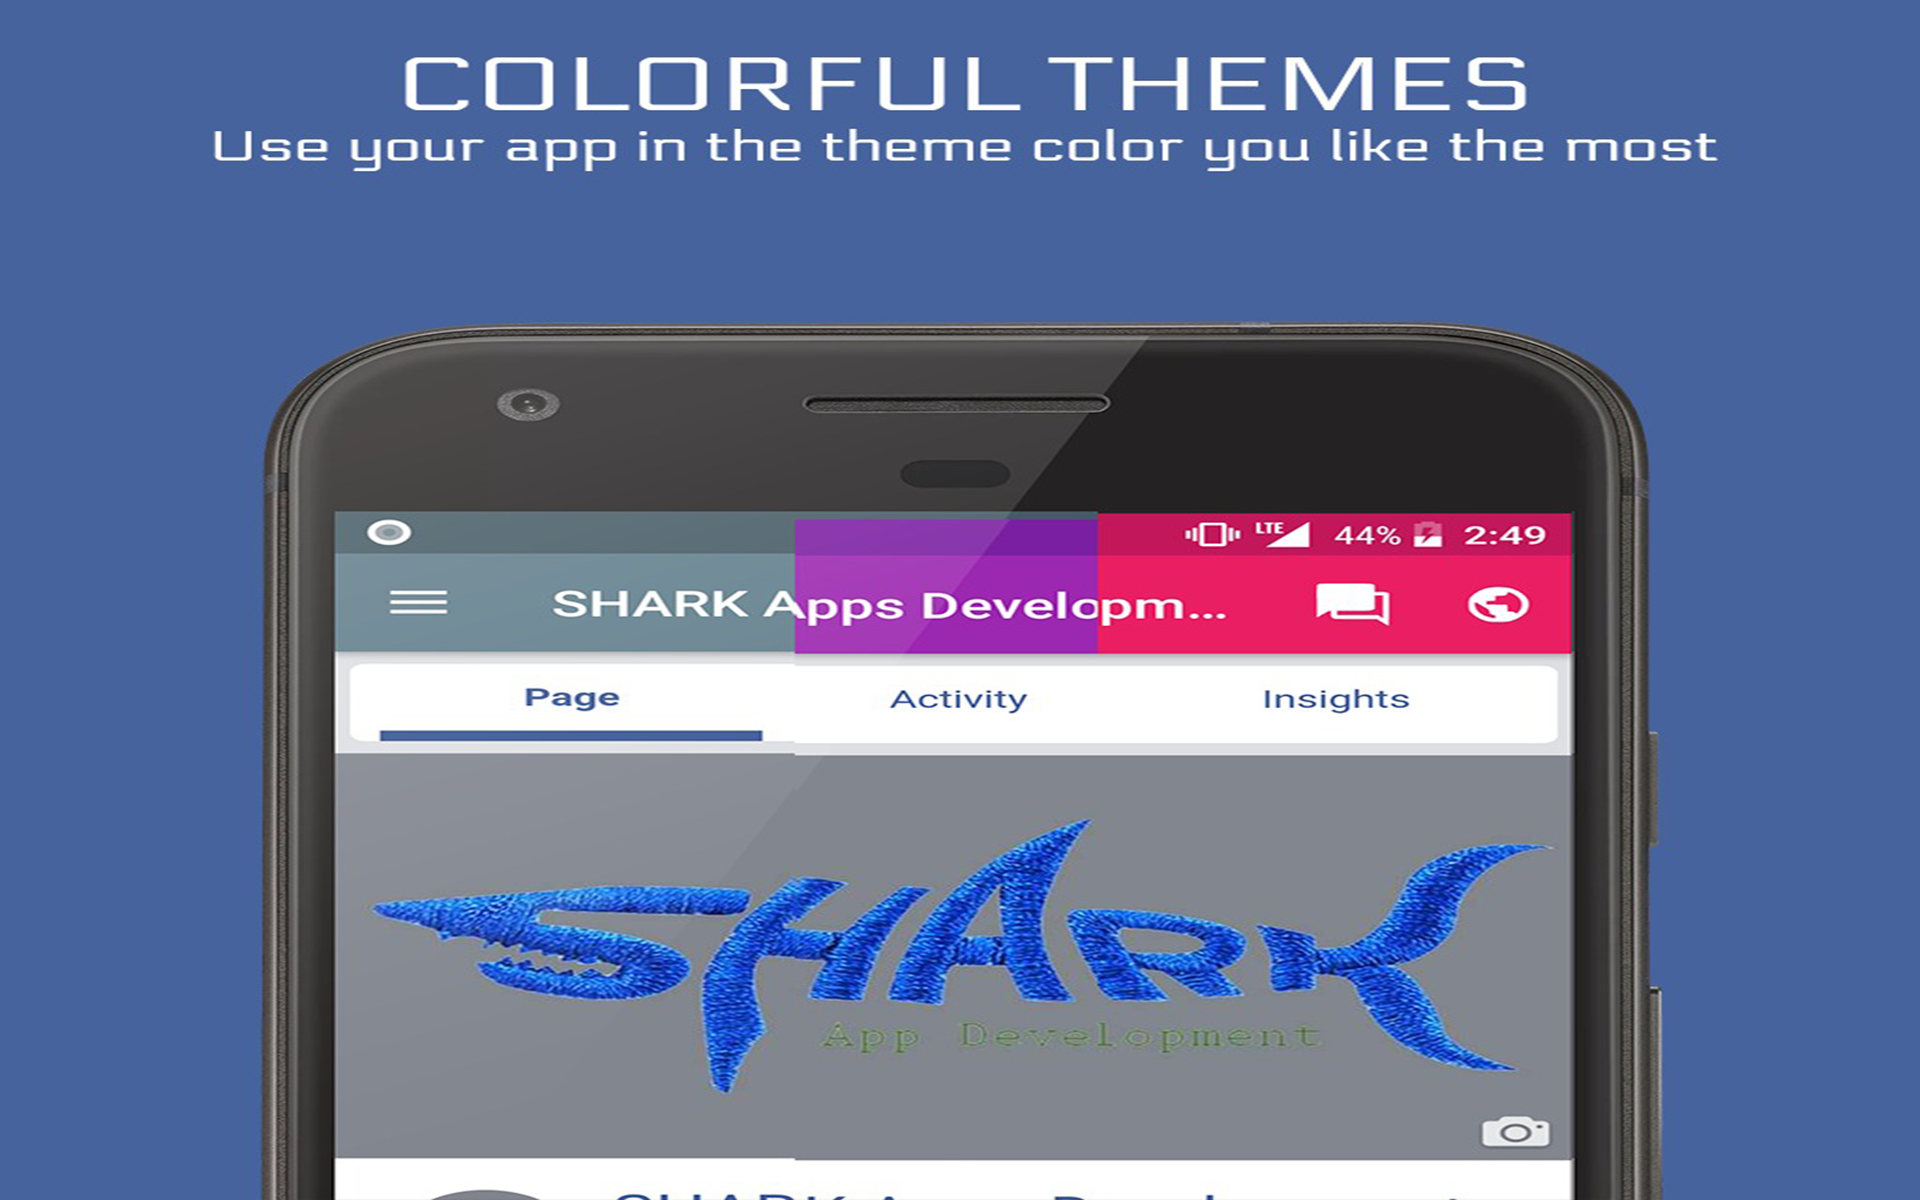 COLORFUL THEMES
Use your app in the theme color you like the most
LTE 44% 2:49
SHARK Apps Developm...
Page Activity Insights
SHARK
App Development